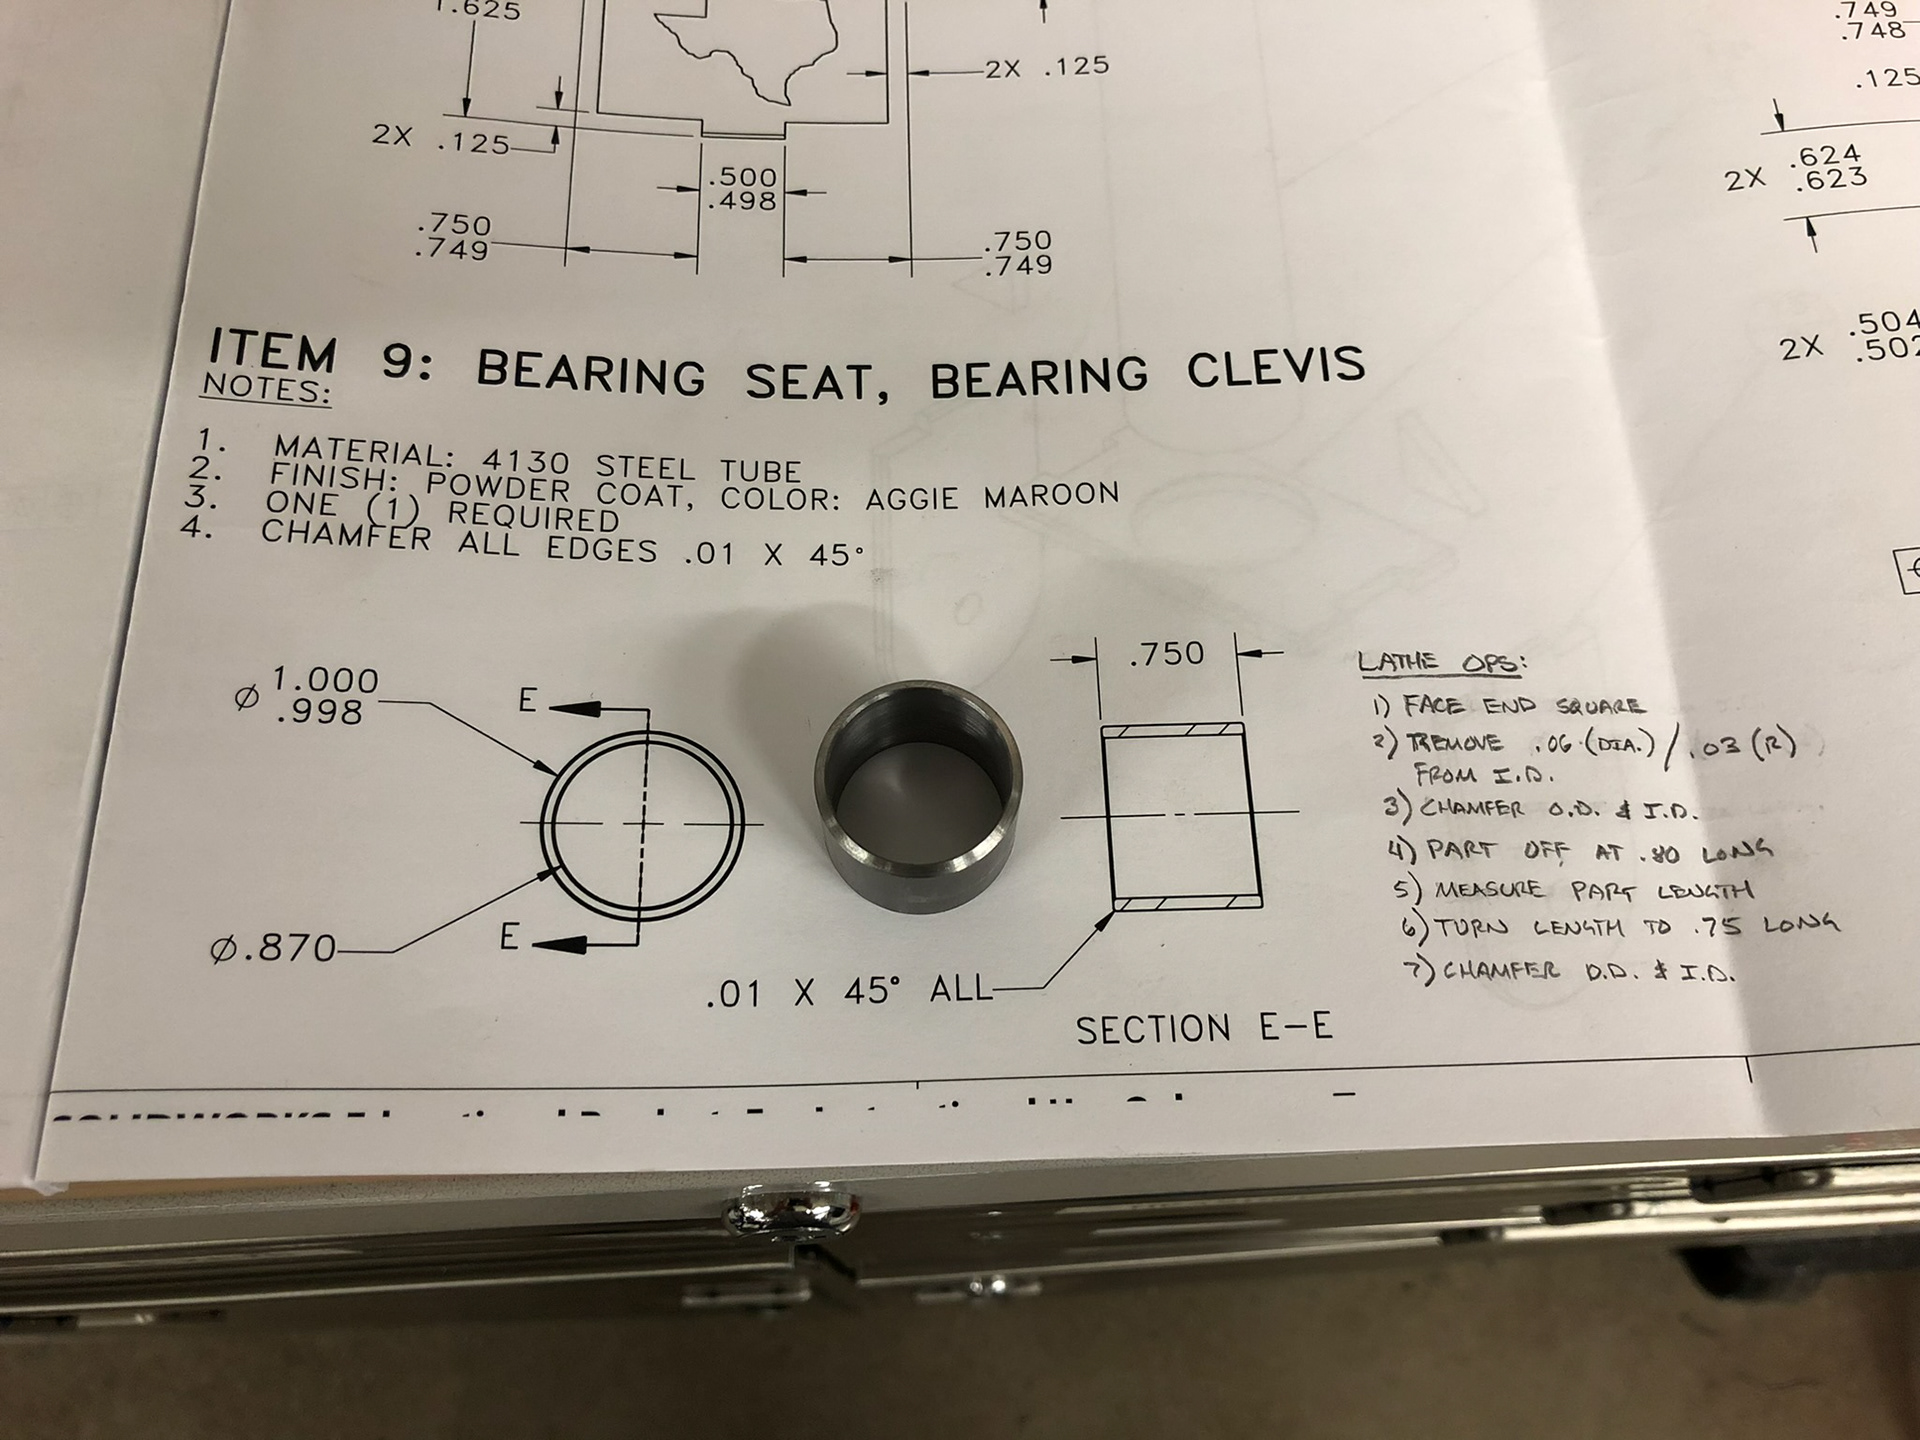 1.625
.749
.748
2X .125
.125
2X .125
.624
2X .623
.500
.498
.750
.749
.750
.749
.504
2X
ITEM 9: BEARING SEAT, BEARING CLEVIS
NOTES:
1. MATERIAL: 4130 STEEL TUBE
2. FINISH: POWDER COAT, COLOR: AGGIE MAROON
3. ONE (1) REQUIRED
4. CHAMFER ALL EDGES .01 X 45°
Ø 1.000
.998
E
E
Ø.870
.750
.01 X 45° ALL
SECTION E-E
LATHE OPS:
1) FACE END SQUARE
2) REMOVE .06 (DIA.) / .03 (R)
FROM I.D.
3) CHAMFER O.D. & I.D.
4) PART OFF AT .80 LONG
5) MEASURE PART LENGTH
6) TURN LENGTH TO .75 LONG
7) CHAMFER O.D. & I.D.